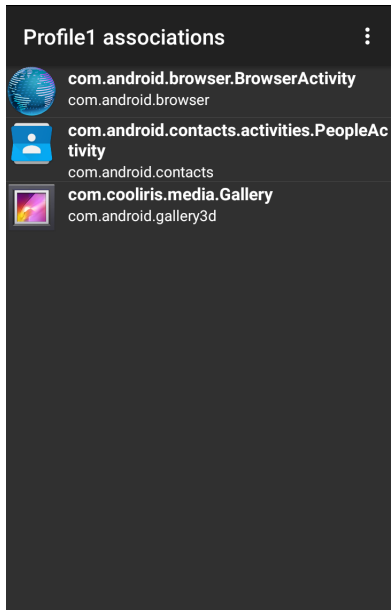 Profile1 associations
com.android.browser.BrowserActivity
com.android.browser
com.android.contacts.activities.PeopleAc
tivity
com.android.contacts
com.cooliris.media.Gallery
com.android.gallery3d